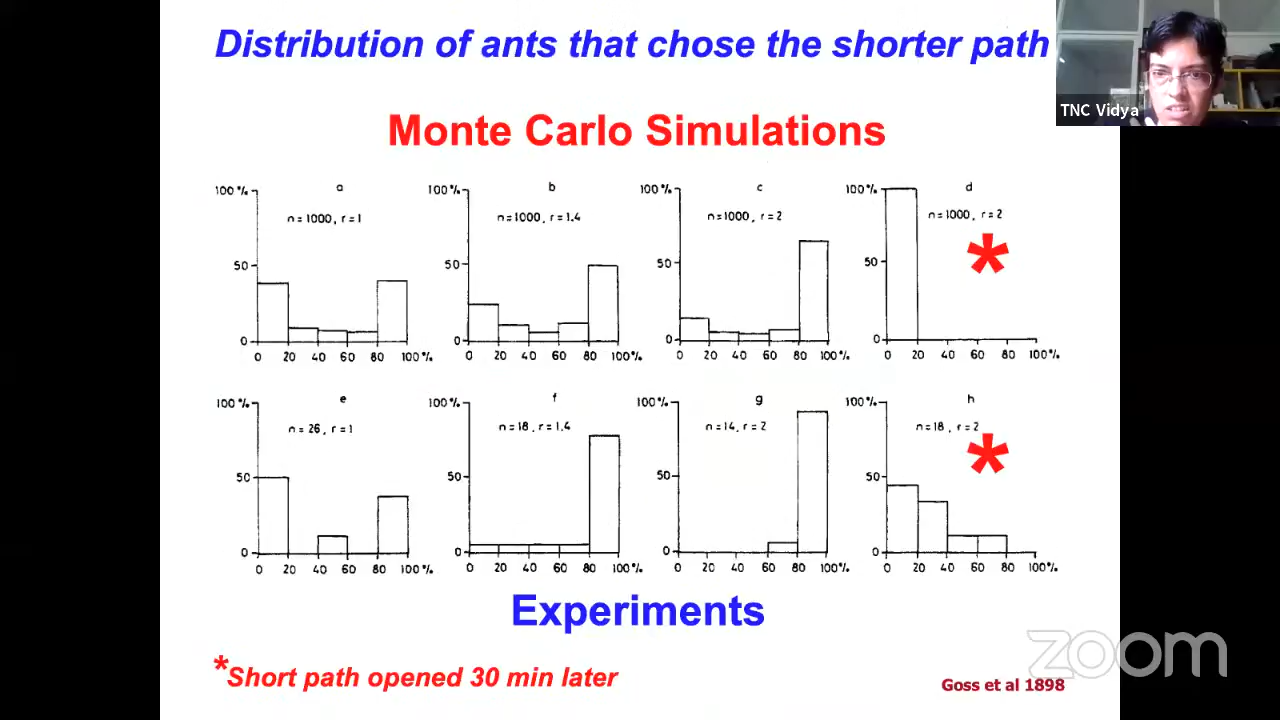 Distribution of ants that chose the shorter path
TNC Vidya
Monte Carlo Simulations
a
100%
n=1000, r=1
50
0
0 20 40 60 80 100%
b
100%
n=1000, r=1.4
50
0
0 20 40 60 80 100%
c
100%
n=1000, r=2
50
0
0 20 40 60 80 100%
d
100%
n=1000, r=2
*
50
0
0 20 40 60 80 100%
e
100%
n=26, r=1
50
0
0 20 40 60 80 100%
f
100%
n=18, r=1.4
50
0
0 20 40 60 80 100%
g
100%
n=14, r=2
50
0
0 20 40 60 80 100%
h
100%
n=18, r=2
*
50
0
0 20 40 60 80 100%
Experiments
*Short path opened 30 min later
Goss et al 1898
zoom